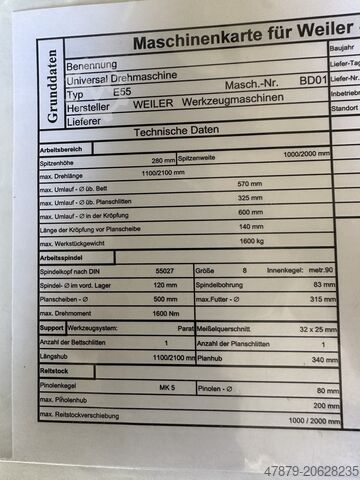 Maschinenkarte für Weiler
Grunddaten
Baujahr
Benennung
Liefer-Tag
Universal Drehmaschine
Liefer-Nr.
Typ E55 Masch.-Nr. BD01
Inbetrieb
Hersteller WEILER Werkzeugmaschinen
Standort
Lieferer
Technische Daten
Arbeitsbereich
Spitzenhöhe 280 mm Spitzenweite 1000/2000 mm
max. Drehlänge 1100/2100 mm
max. Umlauf - Ø üb. Bett 570 mm
max. Umlauf - Ø üb. Planschlitten 325 mm
max. Umlauf - Ø in der Kröpfung 600 mm
Länge der Kröpfung vor Planscheibe 140 mm
max. Werkstückgewicht 1600 kg
Arbeitsspindel
Spindelkopf nach DIN 55027 Größe 8 Innenkegel: metr.90
Spindel- Ø im vord. Lager 120 mm Spindelbohrung 83 mm
Planscheiben - Ø 500 mm max.Futter - Ø 315 mm
max. Drehmoment 1600 Nm
Support Werkzeugsystem: Parat Meißelquerschnitt 32 x 25 mm
Anzahl der Bettschlitten 1 Anzahl der Planschlitten 1
Längshub 1100/2100 mm Planhub 340 mm
Reitstock
Pinolenkegel MK 5 Pinolen - Ø 80 mm
max. Pinolenhub 200 mm
max. Reitstockverschiebung 1000 / 2000 mm
47879-20628235